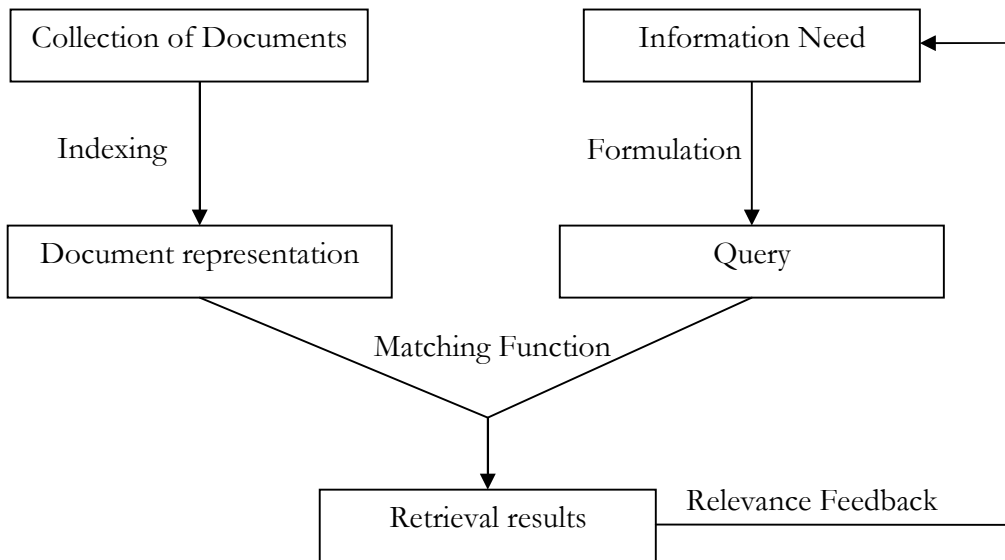 Collection of Documents
Information Need
Indexing
Formulation
Document representation
Query
Matching Function
Relevance Feedback
Retrieval results